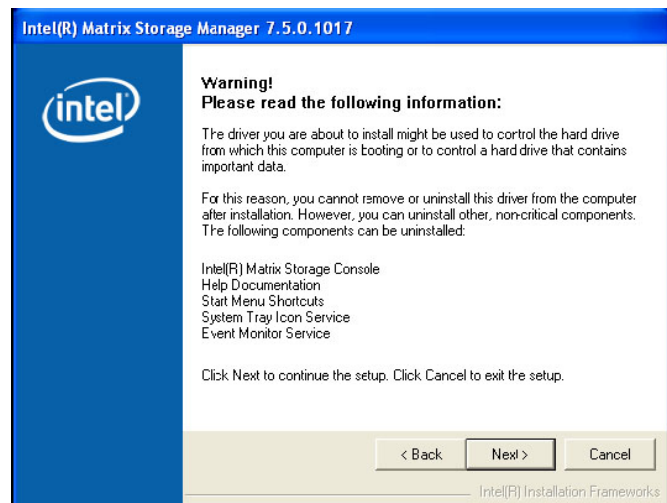 Intel(R) Matrix Storage Manager 7.5.0.1017
intel
Warning!
Please read the following information:
The driver you are about to install might be used to control the hard drive
from which this computer is booting or to control a hard drive that contains
important data.
For this reason, you cannot remove or uninstall this driver from the computer
after installation. However, you can uninstall other, non-critical components.
The following components can be uninstalled:
Intel(R) Matrix Storage Console
Help Documentation
Start Menu Shortcuts
System Tray Icon Service
Event Monitor Service
Click Next to continue the setup. Click Cancel to exit the setup.
< Back
Next >
Cancel
Intel(R) Installation Frameworks